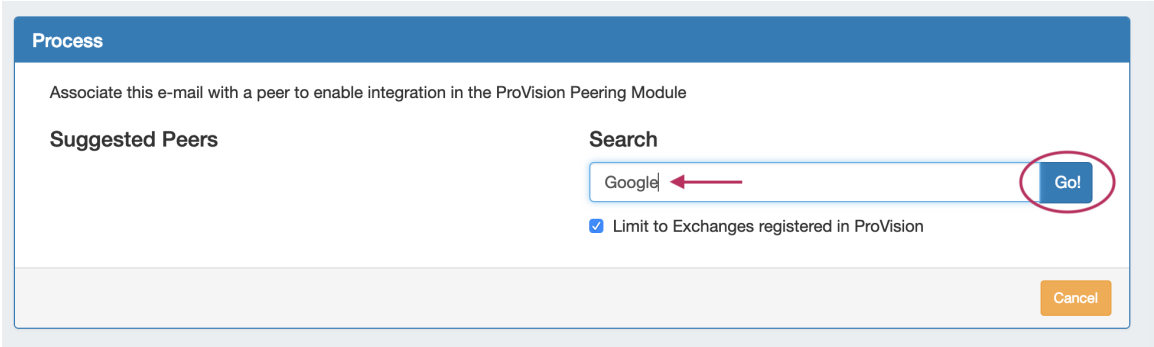 Process
Associate this e-mail with a peer to enable integration in the ProVision Peering Module
Suggested Peers
Search
Google
Go!
Limit to Exchanges registered in ProVision
Cancel